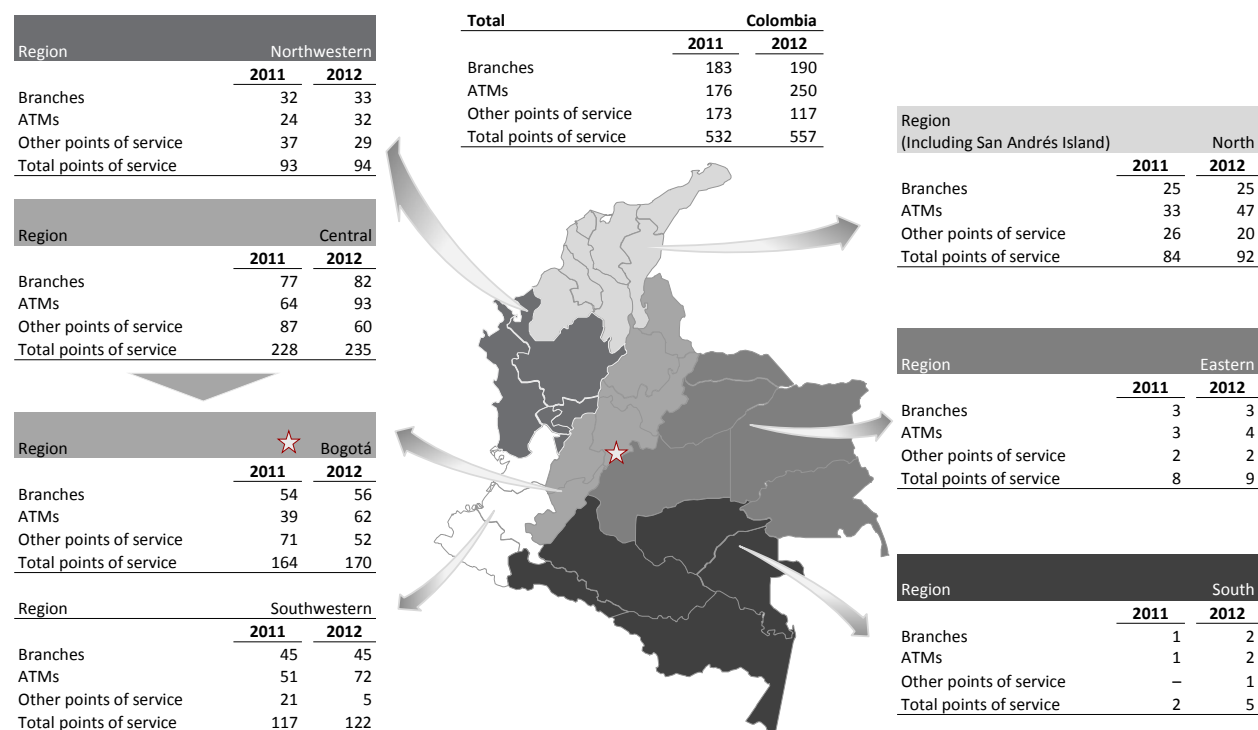 Region Northwestern
2011 2012
Branches 32 33
ATMs 24 32
Other points of service 37 29
Total points of service 93 94
Region Central
2011 2012
Branches 77 82
ATMs 64 93
Other points of service 87 60
Total points of service 228 235
Region Bogotá
2011 2012
Branches 54 56
ATMs 39 62
Other points of service 71 52
Total points of service 164 170
Region Southwestern
2011 2012
Branches 45 45
ATMs 51 72
Other points of service 21 5
Total points of service 117 122
Total Colombia
2011 2012
Branches 183 190
ATMs 176 250
Other points of service 173 117
Total points of service 532 557
Region
(Including San Andrés Island) North
2011 2012
Branches 25 25
ATMs 33 47
Other points of service 26 20
Total points of service 84 92
Region Eastern
2011 2012
Branches 3 3
ATMs 3 4
Other points of service 2 2
Total points of service 8 9
Region South
2011 2012
Branches 1 2
ATMs 1 2
Other points of service – 1
Total points of service 2 5